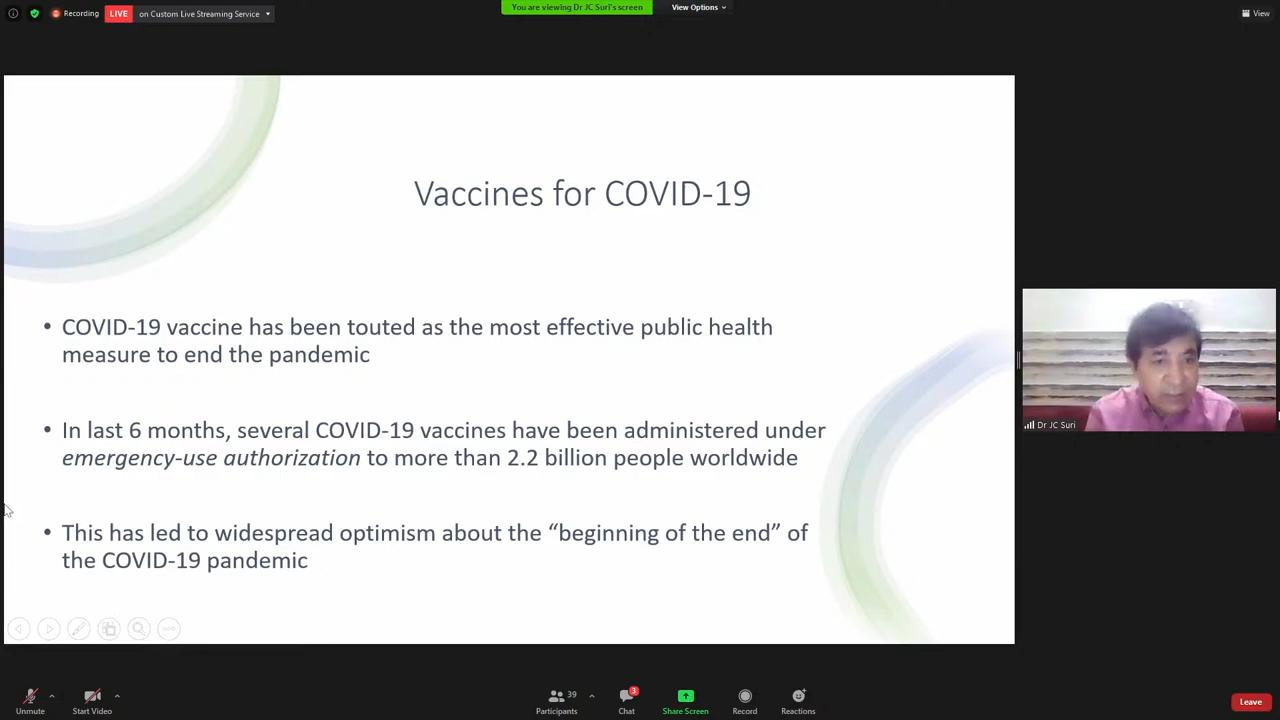 Recording
LIVE
on Custom Live Streaming Service
You are viewing Dr JC Suri's screen
View Options
View
Vaccines for COVID-19
• COVID-19 vaccine has been touted as the most effective public health
measure to end the pandemic
• In last 6 months, several COVID-19 vaccines have been administered under
emergency-use authorization to more than 2.2 billion people worldwide
• This has led to widespread optimism about the “beginning of the end” of
the COVID-19 pandemic
Dr JC Suri
Unmute
Start Video
39
Participants
3
Chat
Share Screen
Record
Reactions
Leave